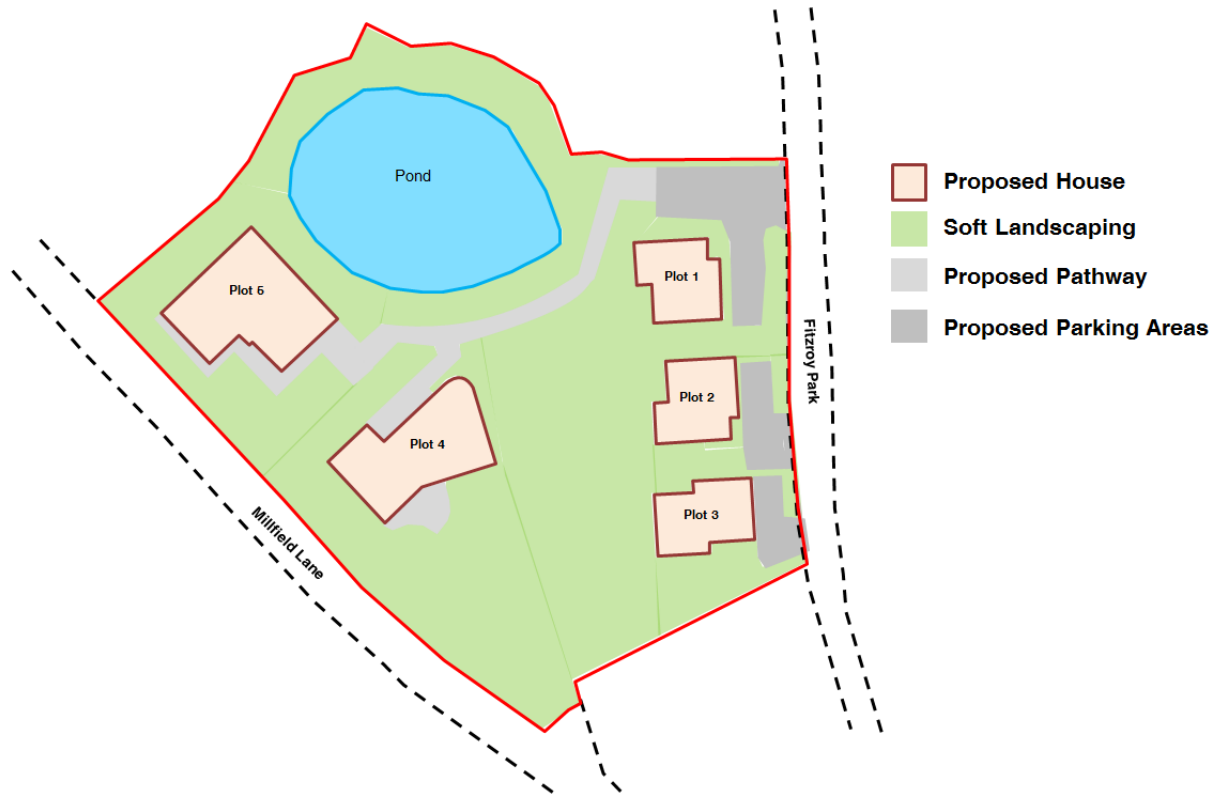 Pond
Plot 5
Plot 1
Plot 2
Plot 4
Plot 3
Millfield Lane
Fitzroy Park
Proposed House
Soft Landscaping
Proposed Pathway
Proposed Parking Areas